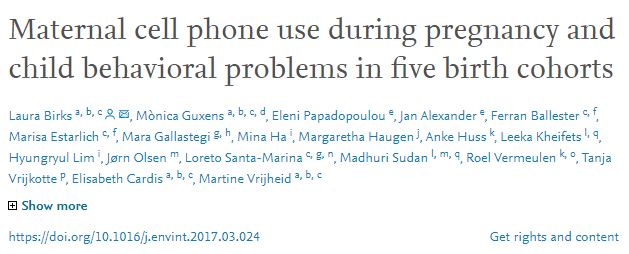 Maternal cell phone use during pregnancy and
child behavioral problems in five birth cohorts
Laura Birks a, b, c, Mònica Guxens a, b, c, d, Eleni Papadopoulou e, Jan Alexander e, Ferran Ballester c, f,
Marisa Estarlich c, f, Mara Gallastegi g, h, Mina Ha i, Margaretha Haugen j, Anke Huss k, Leeka Kheifets l, q,
Hyungryul Lim i, Jørn Olsen m, Loreto Santa-Marina c, g, n, Madhuri Sudan l, m, q, Roel Vermeulen k, o, Tanja
Vrijkotte p, Elisabeth Cardis a, b, c, Martine Vrijheid a, b, c
Show more
https://doi.org/10.1016/j.envint.2017.03.024 Get rights and content